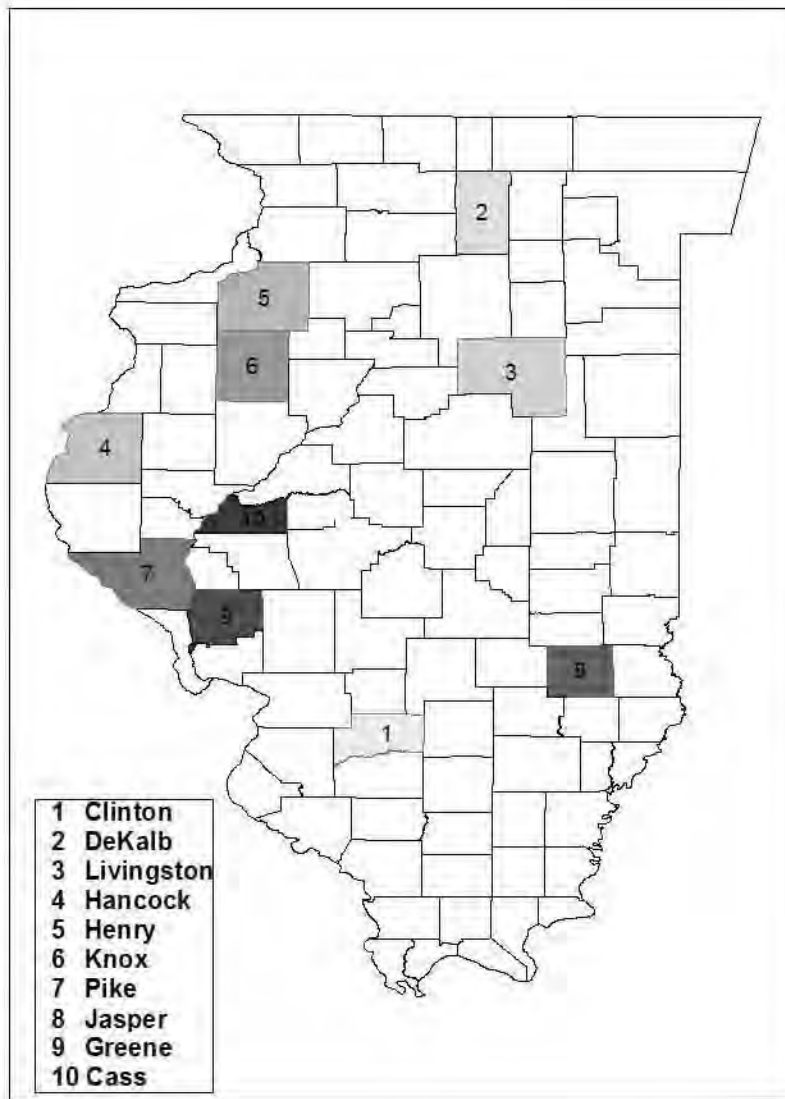 2
5
3
6
4
10
7
9
8
1
1 Clinton
2 DeKalb
3 Livingston
4 Hancock
5 Henry
6 Knox
7 Pike
8 Jasper
9 Greene
10 Cass